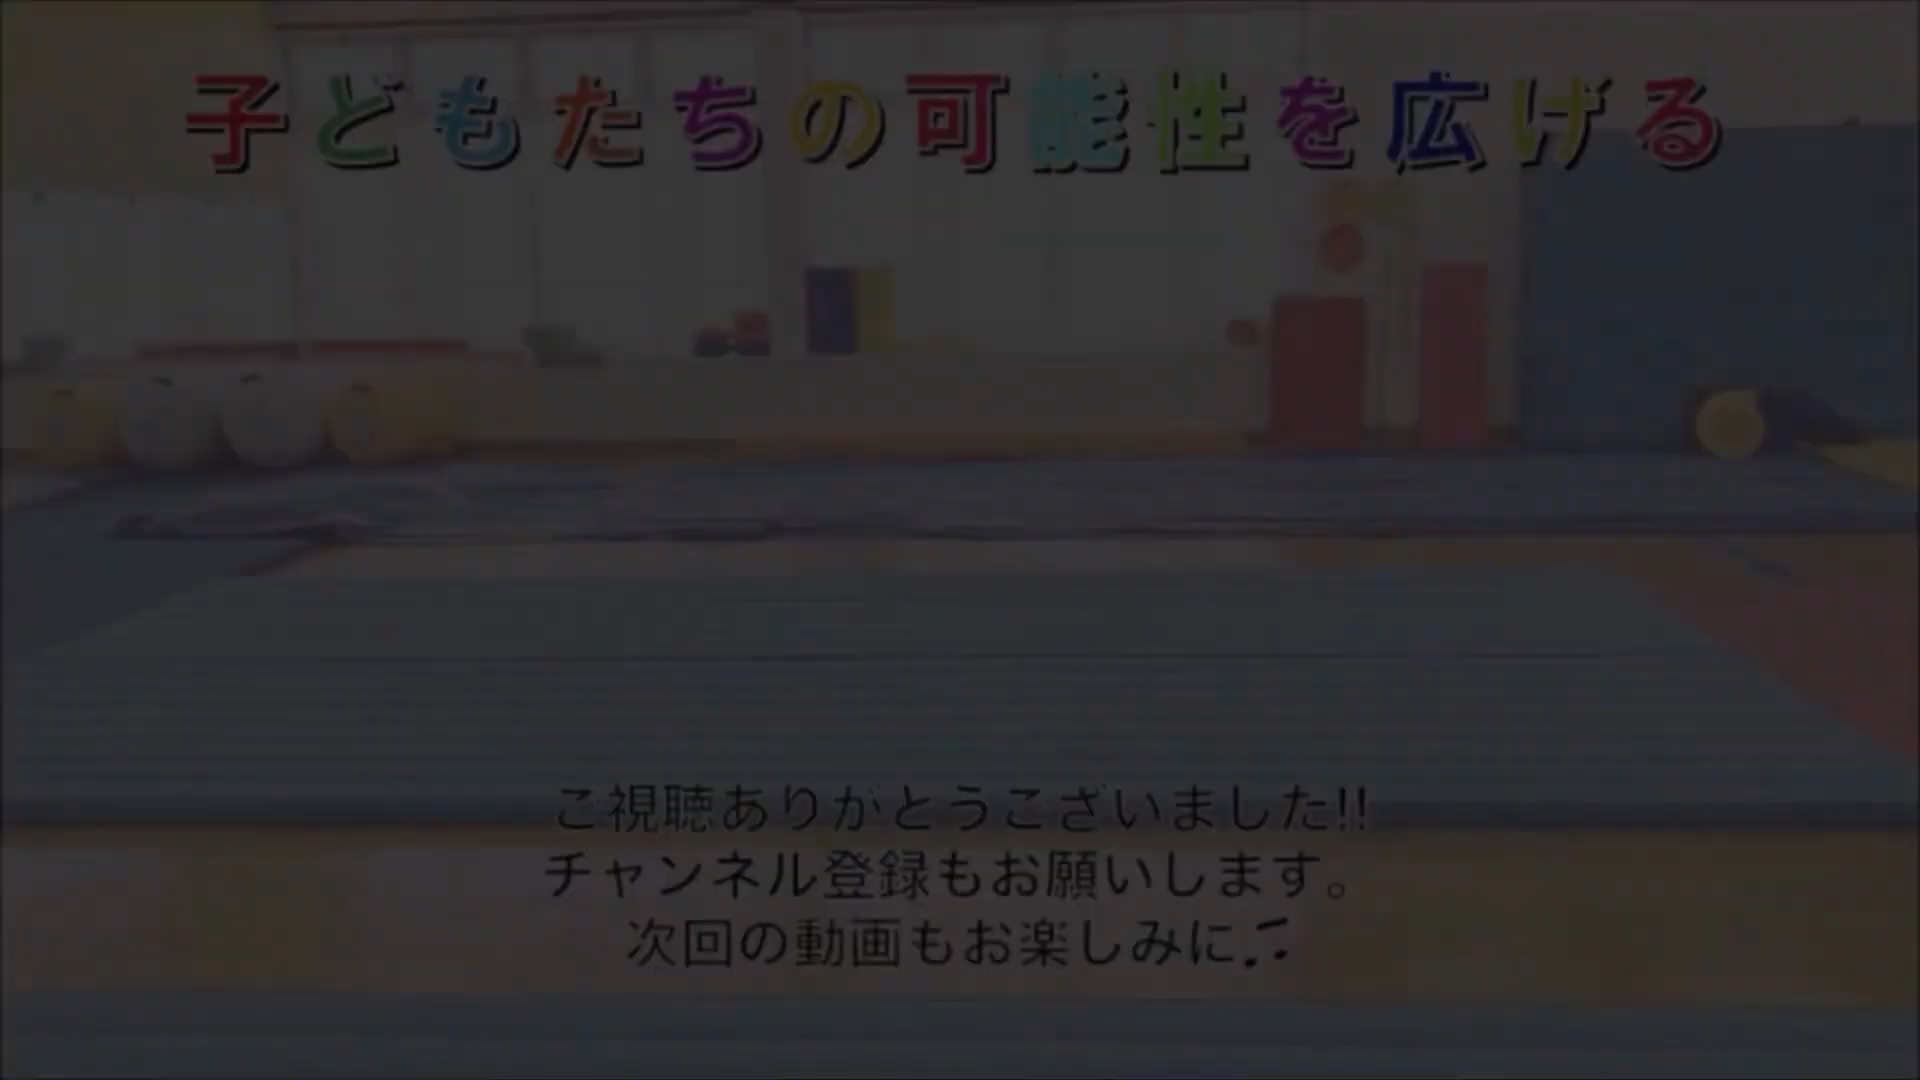 子どもたちの可能性を広げる
ご視聴ありがとうございました!!
チャンネル登録もお願いします。
次回の動画もお楽しみに♫